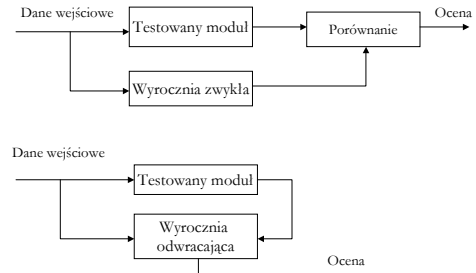 Dane wejściowe
Ocena
Testowany moduł
Porównanie
Wyrocznia zwykła
Dane wejściowe
Testowany moduł
Wyrocznia
odwracająca
Ocena